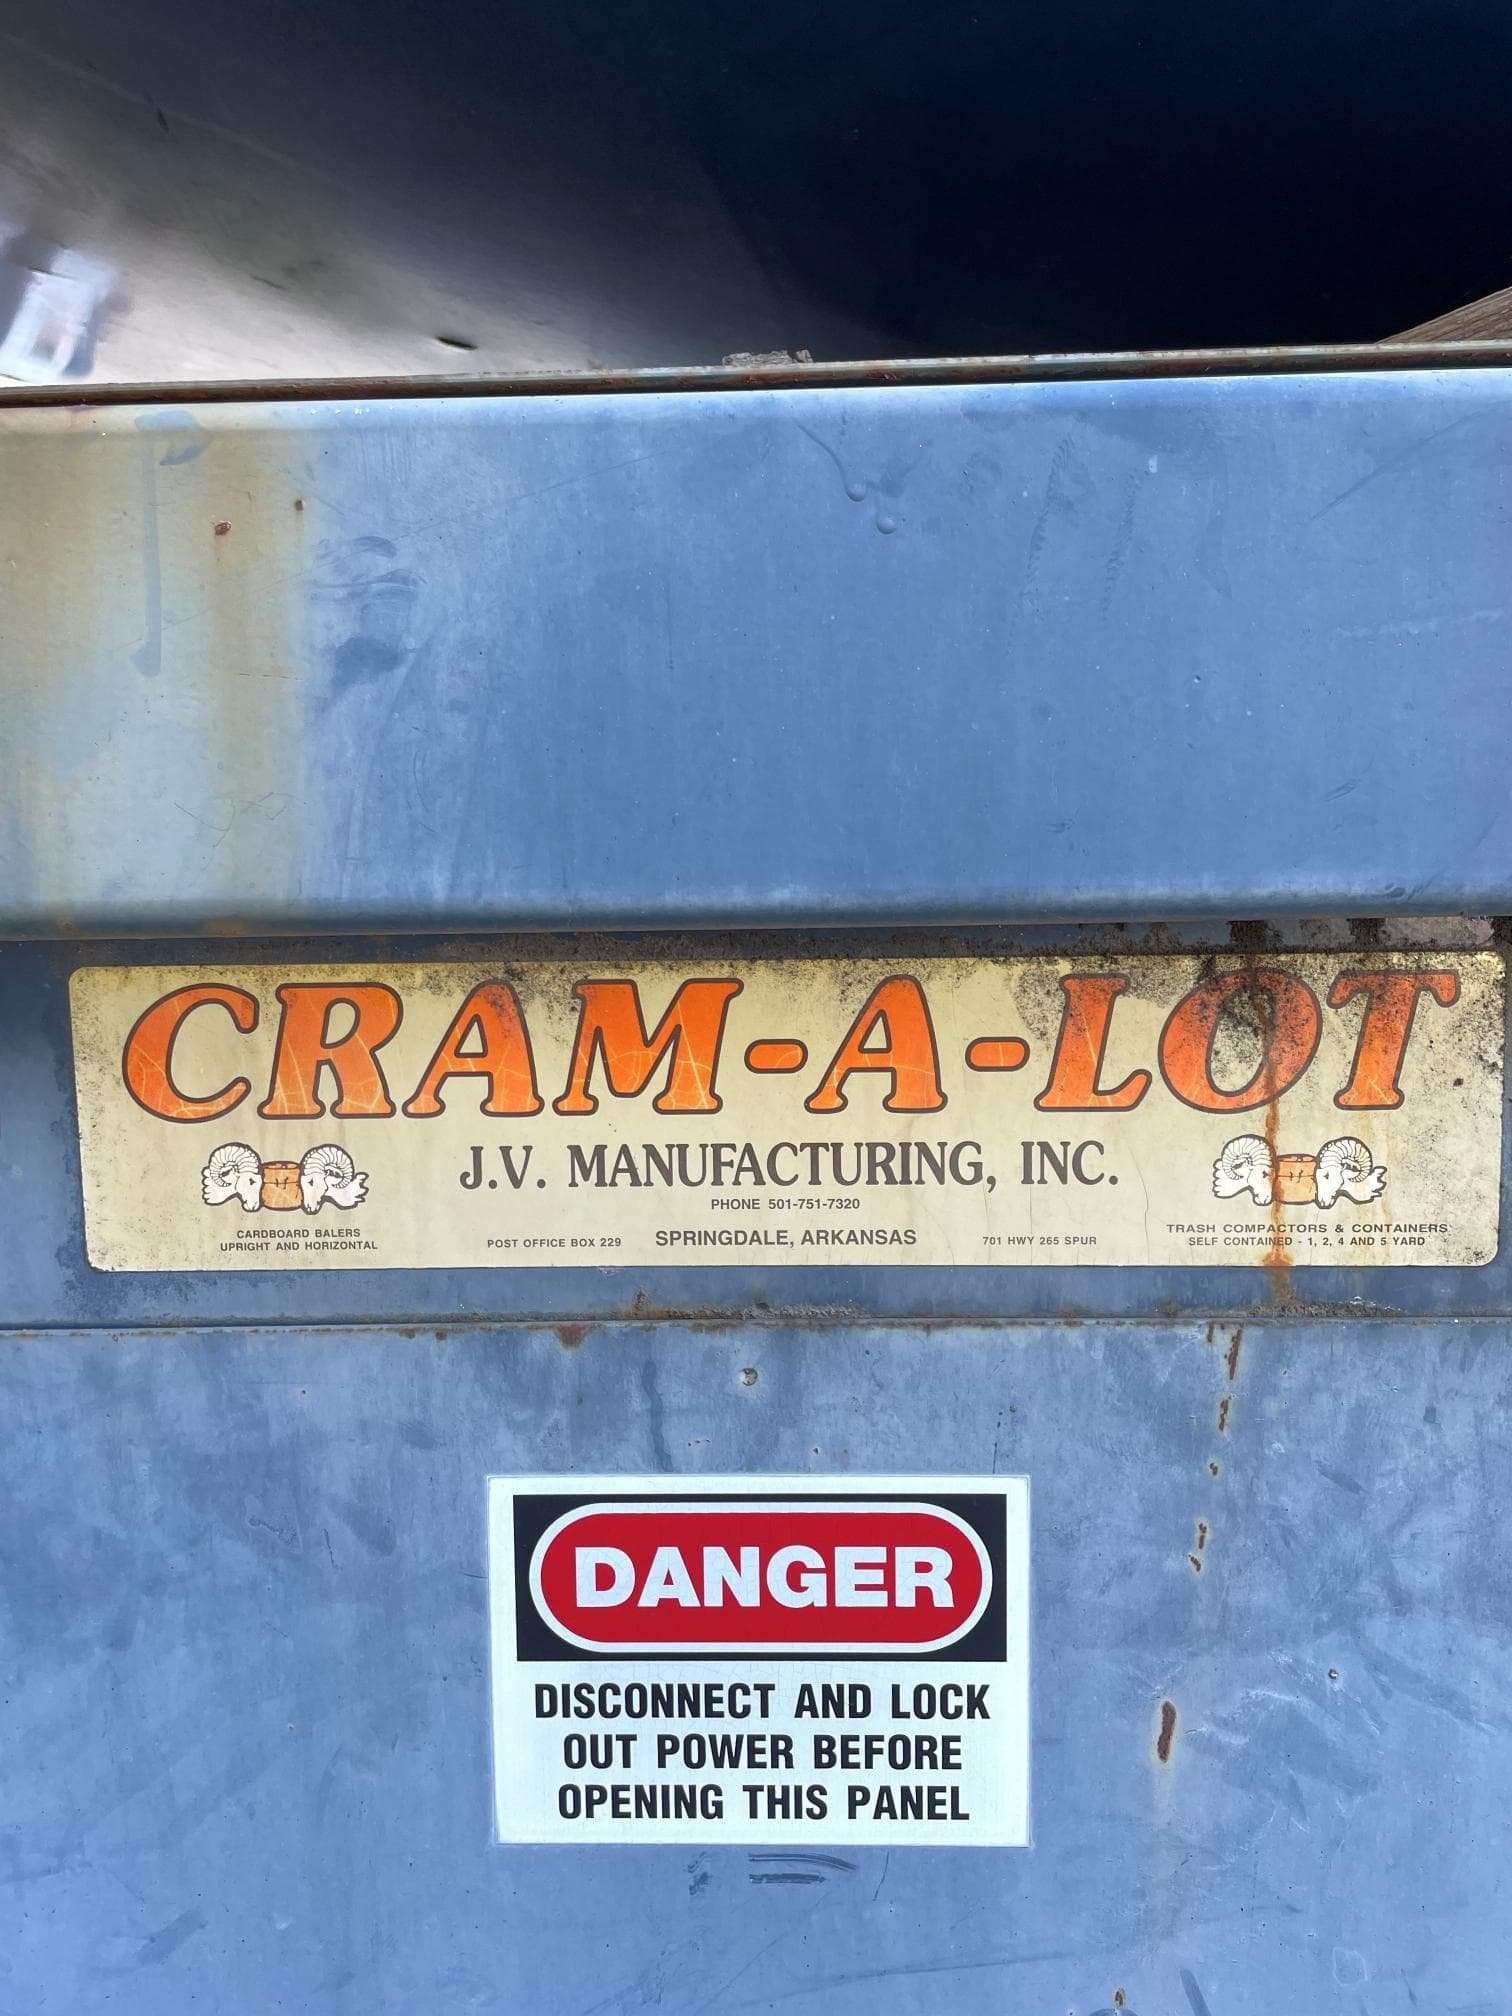 CRAM-A-LOT
J.V. MANUFACTURING, INC.
PHONE 501-751-7320
CARDBOARD BALERS
UPRIGHT AND HORIZONTAL
POST OFFICE BOX 229
SPRINGDALE, ARKANSAS
701 HWY 265 SPUR
TRASH COMPACTORS & CONTAINERS
SELF CONTAINED - 1, 2, 4 AND 5 YARD
DANGER
DISCONNECT AND LOCK
OUT POWER BEFORE
OPENING THIS PANEL